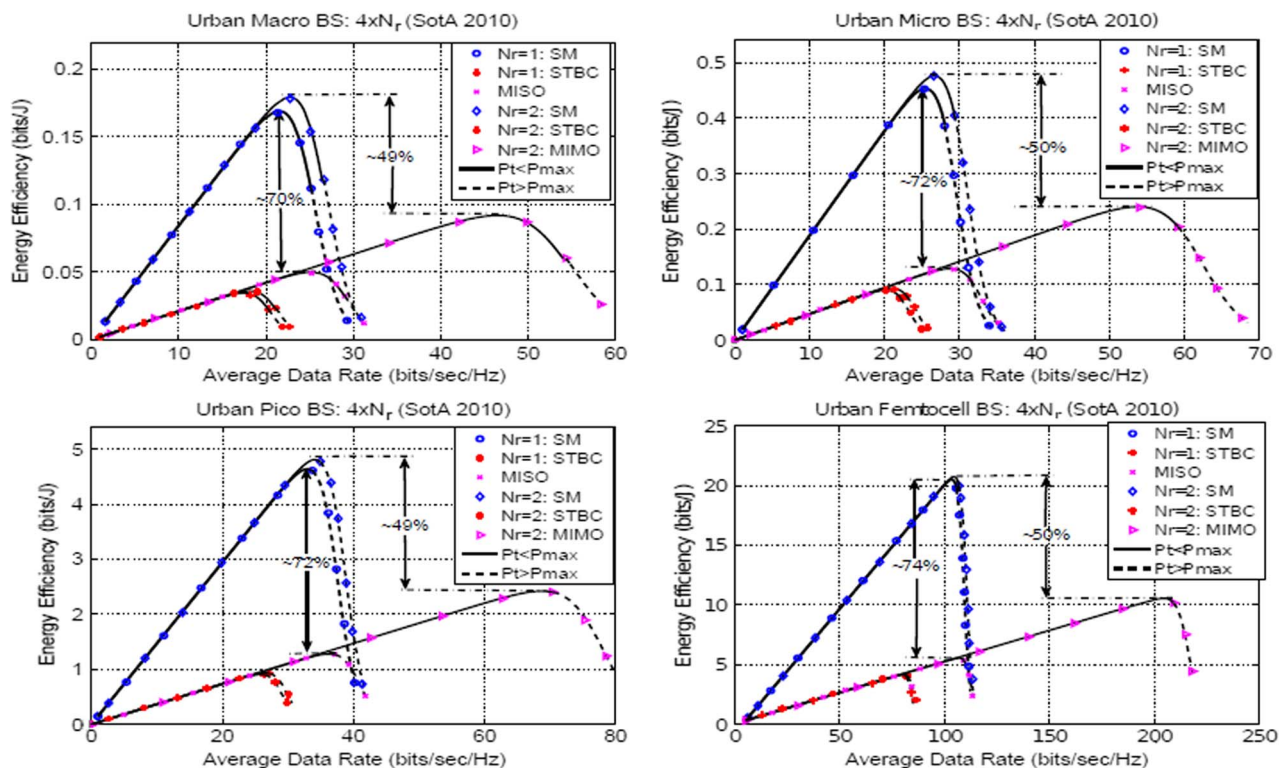 Urban Macro BS: 4xNr (SotA 2010)
Energy Efficiency (bits/J)
0.2
0.15
0.1
0.05
0
0 10 20 30 40 50 60
Average Data Rate (bits/sec/Hz)
~49%
~70%
Nr=1: SM
Nr=1: STBC
MISO
Nr=2: SM
Nr=2: STBC
Nr=2: MIMO
Pt<Pmax
Pt>Pmax
Urban Micro BS: 4xNr (SotA 2010)
Energy Efficiency (bits/J)
0.5
0.4
0.3
0.2
0.1
0
0 10 20 30 40 50 60 70
Average Data Rate (bits/sec/Hz)
~50%
~72%
Nr=1: SM
Nr=1: STBC
MISO
Nr=2: SM
Nr=2: STBC
Nr=2: MIMO
Pt<Pmax
Pt>Pmax
Urban Pico BS: 4xNr (SotA 2010)
Energy Efficiency (bits/J)
5
4
3
2
1
0
0 10 20 30 40 50 60 70 80
Average Data Rate (bits/sec/Hz)
~49%
~72%
Nr=1: SM
Nr=1: STBC
MISO
Nr=2: SM
Nr=2: STBC
Nr=2: MIMO
Pt<Pmax
Pt>Pmax
Urban Femtocell BS: 4xNr (SotA 2010)
Energy Efficiency (bits/J)
25
20
15
10
5
0
0 50 100 150 200 250
Average Data Rate (bits/sec/Hz)
~50%
~74%
Nr=1: SM
Nr=1: STBC
MISO
Nr=2: SM
Nr=2: STBC
Nr=2: MIMO
Pt<Pmax
Pt>Pmax